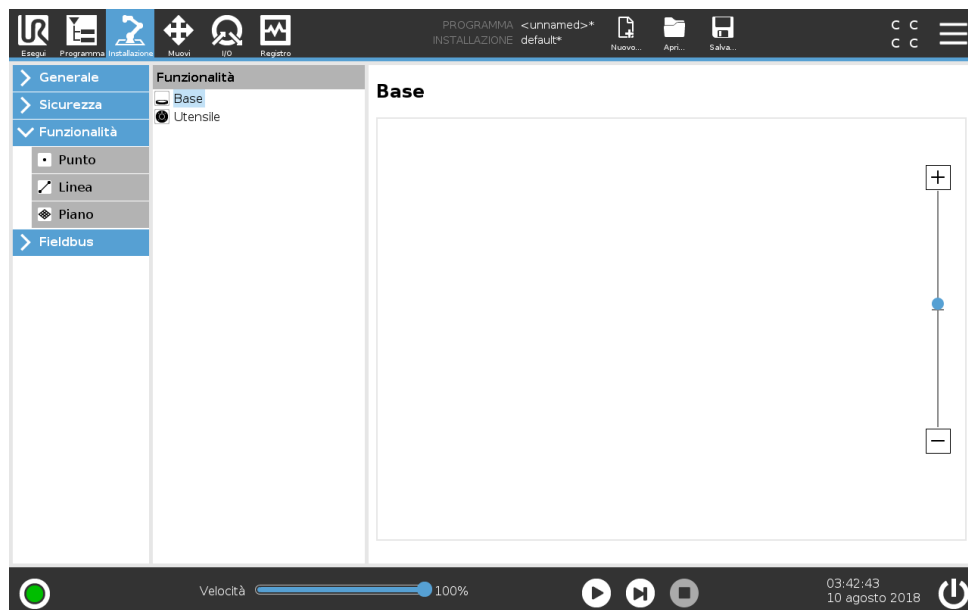 PROGRAMMA <unnamed>*
INSTALLAZIONE default*
Esegui
Programma
Installazione
Muovi
I/O
Registro
Nuovo...
Apri...
Salva...
C C
C C
Generale
Sicurezza
Funzionalità
Punto
Linea
Piano
Fieldbus
Funzionalità
Base
Utensile
Base
Velocità
100%
03:42:43
10 agosto 2018